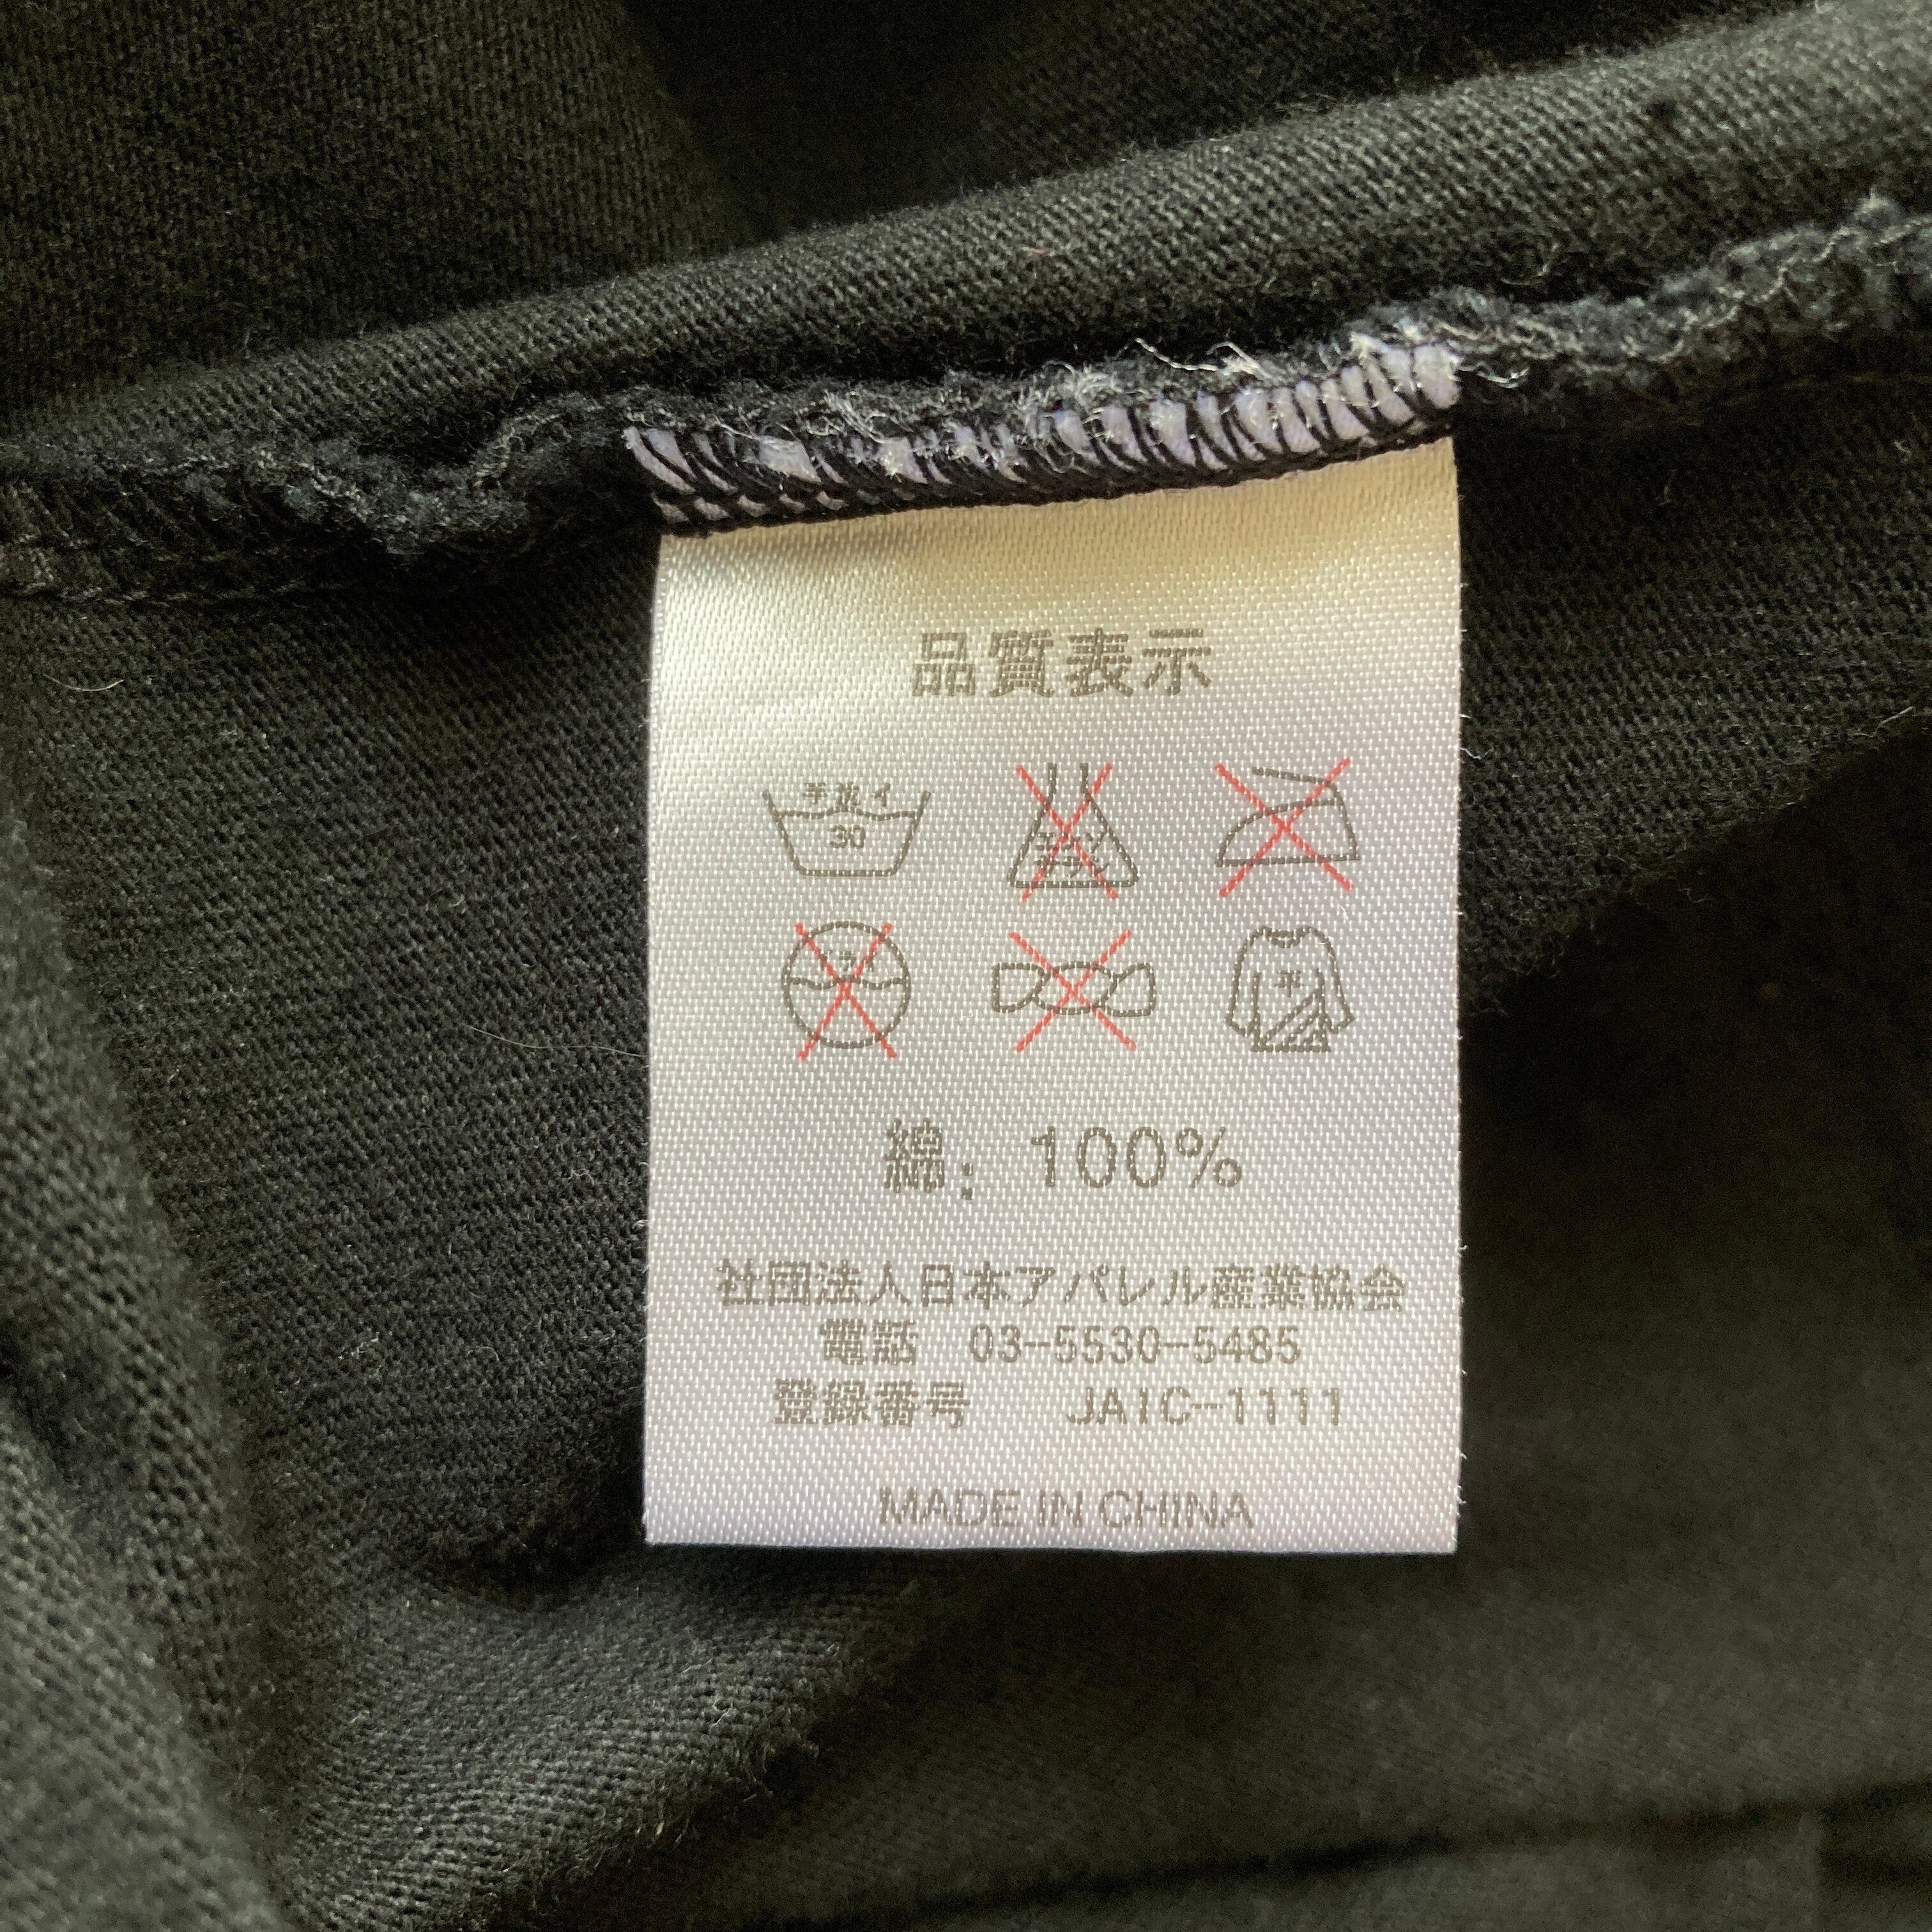 品質表示
手洗イ
30
綿: 100%
社団法人日本アパレル産業協会
電話 03-5530-5485
登録番号 JAIC-1111
MADE IN CHINA